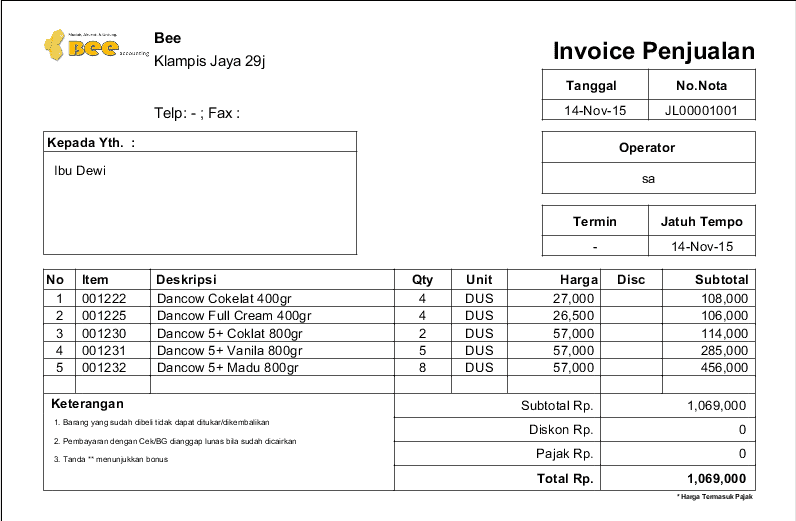 Bee
Klampis Jaya 29j
Telp: - ; Fax :
BEE accounting
Invoice Penjualan
Tanggal No.Nota
14-Nov-15 JL00001001
Kepada Yth. :
Ibu Dewi
Operator
sa
Termin Jatuh Tempo
- 14-Nov-15
No Item Deskripsi Qty Unit Harga Disc Subtotal
1 001222 Dancow Cokelat 400gr 4 DUS 27,000 108,000
2 001225 Dancow Full Cream 400gr 4 DUS 26,500 106,000
3 001230 Dancow 5+ Coklat 800gr 2 DUS 57,000 114,000
4 001231 Dancow 5+ Vanila 800gr 5 DUS 57,000 285,000
5 001232 Dancow 5+ Madu 800gr 8 DUS 57,000 456,000
Keterangan
1. Barang yang sudah dibeli tidak dapat ditukar/dikembalikan
2. Pembayaran dengan Cek/BG dianggap lunas bila sudah dicairkan
3. Tanda ** menunjukkan bonus
Subtotal Rp. 1,069,000
Diskon Rp. 0
Pajak Rp. 0
Total Rp. 1,069,000
* Harga Termasuk Pajak